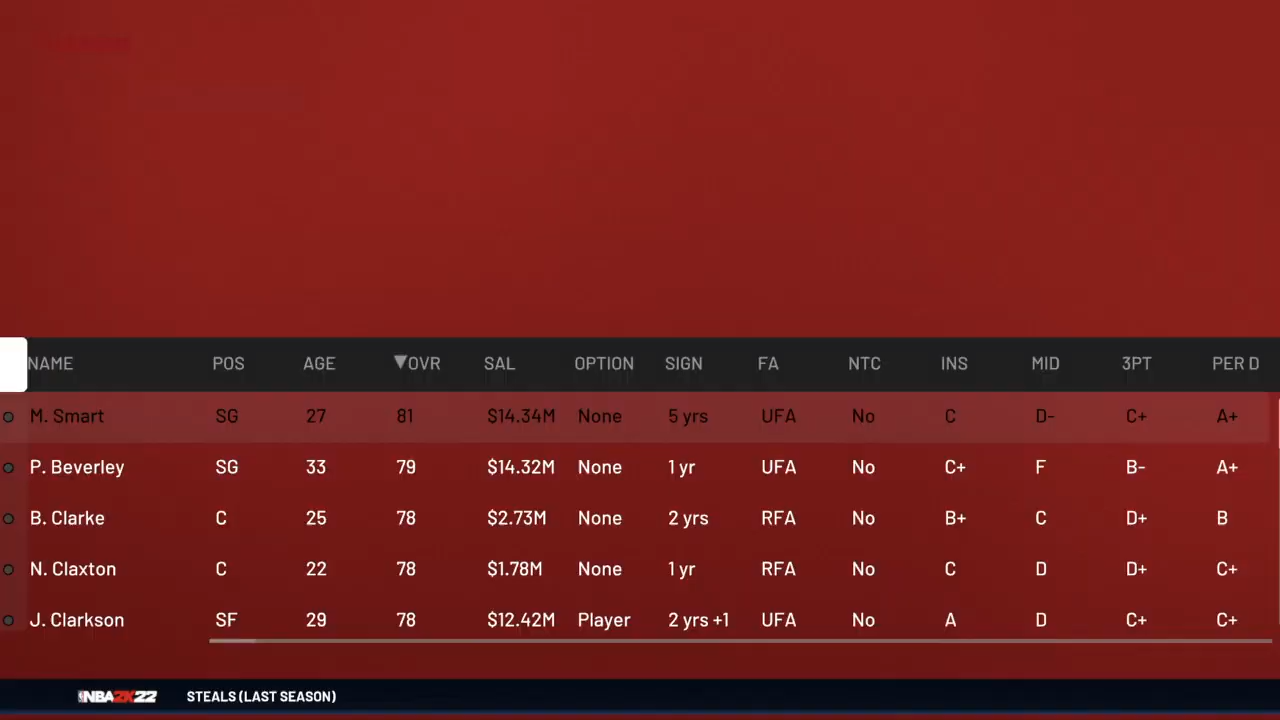 NAME POS AGE ▼OVR SAL OPTION SIGN FA NTC INS MID 3PT PER D
M. Smart SG 27 81 $14.34M None 5 yrs UFA No C D- C+ A+
P. Beverley SG 33 79 $14.32M None 1 yr UFA No C+ F B- A+
B. Clarke C 25 78 $2.73M None 2 yrs RFA No B+ C D+ B
N. Claxton C 22 78 $1.78M None 1 yr RFA No C D D+ C+
J. Clarkson SF 29 78 $12.42M Player 2 yrs +1 UFA No A D C+ C+
NBA2K22 STEALS (LAST SEASON)